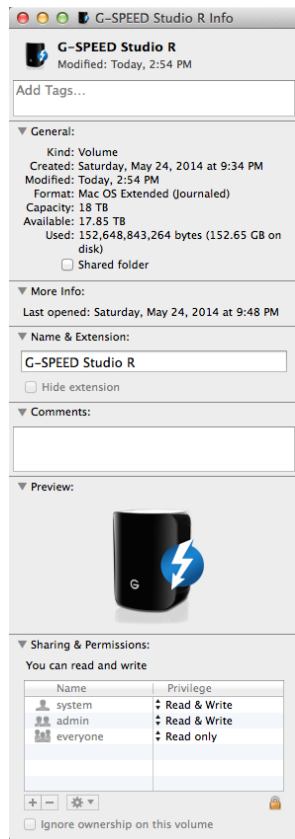 G-SPEED Studio R Info
G-SPEED Studio R
Modified: Today, 2:54 PM
Add Tags...
General:
Kind: Volume
Created: Saturday, May 24, 2014 at 9:34 PM
Modified: Today, 2:54 PM
Format: Mac OS Extended (Journaled)
Capacity: 18 TB
Available: 17.85 TB
Used: 152,648,843,264 bytes (152.65 GB on
disk)
Shared folder
More Info:
Last opened: Saturday, May 24, 2014 at 9:48 PM
Name & Extension:
G-SPEED Studio R
Hide extension
Comments:
Preview:
G
Sharing & Permissions:
You can read and write
Name Privilege
system Read & Write
admin Read & Write
everyone Read only
Ignore ownership on this volume